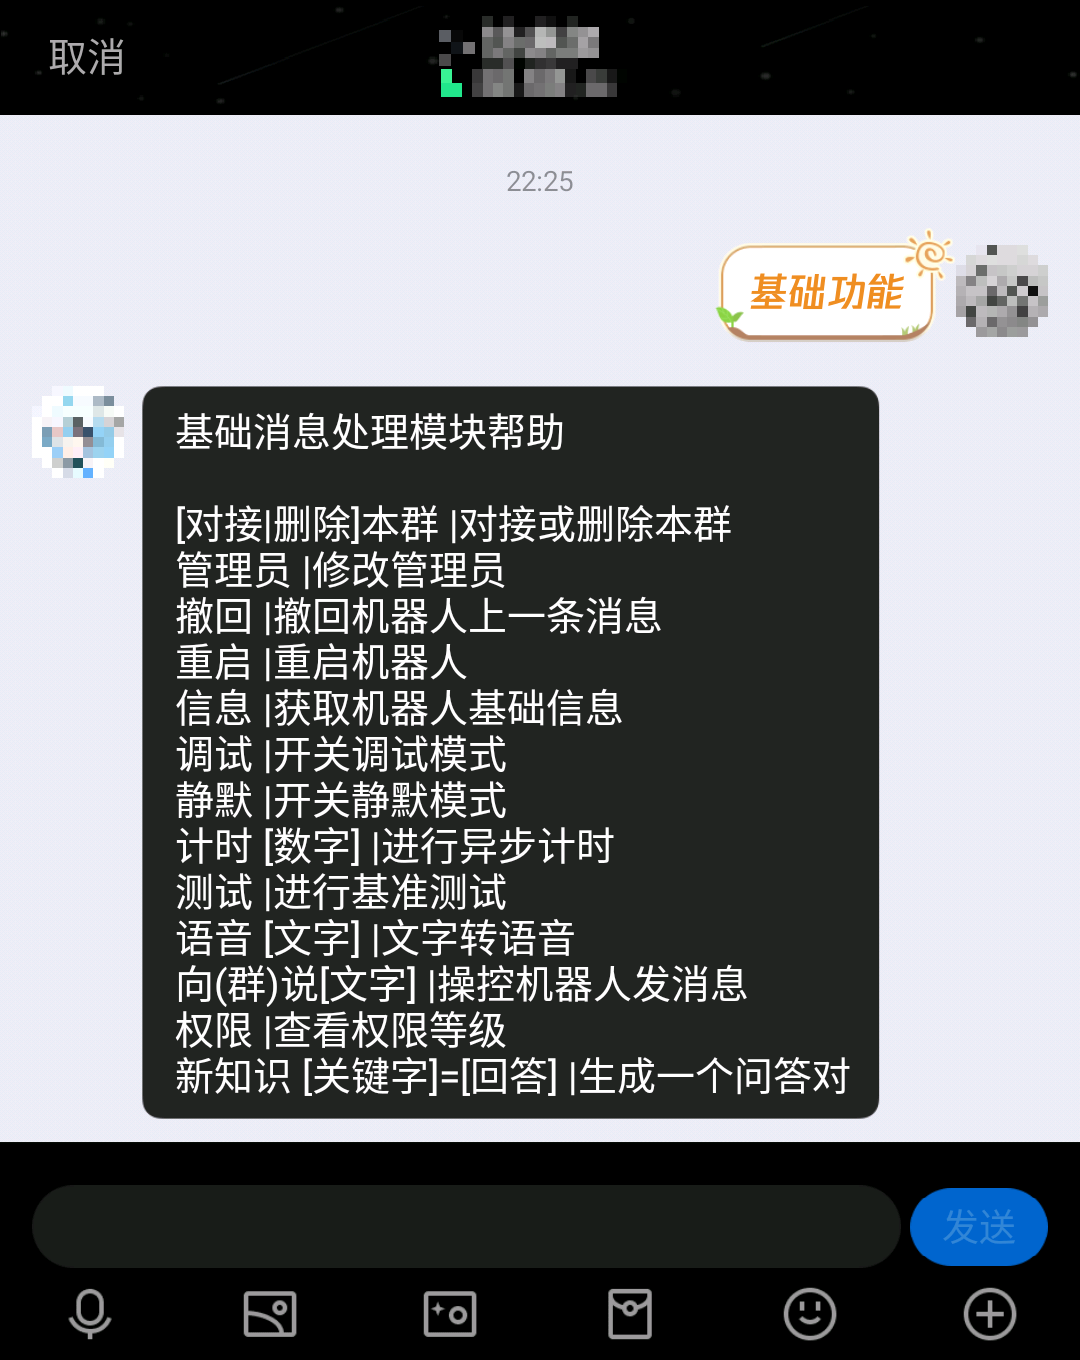 取消
22:25
基础功能
基础消息处理模块帮助
[对接|删除]本群 |对接或删除本群
管理员 |修改管理员
撤回 |撤回机器人上一条消息
重启 |重启机器人
信息 |获取机器人基础信息
调试 |开关调试模式
静默 |开关静默模式
计时 [数字] |进行异步计时
测试 |进行基准测试
语音 [文字] |文字转语音
向(群)说[文字] |操控机器人发消息
权限 |查看权限等级
新知识 [关键字]=[回答] |生成一个问答对
发送